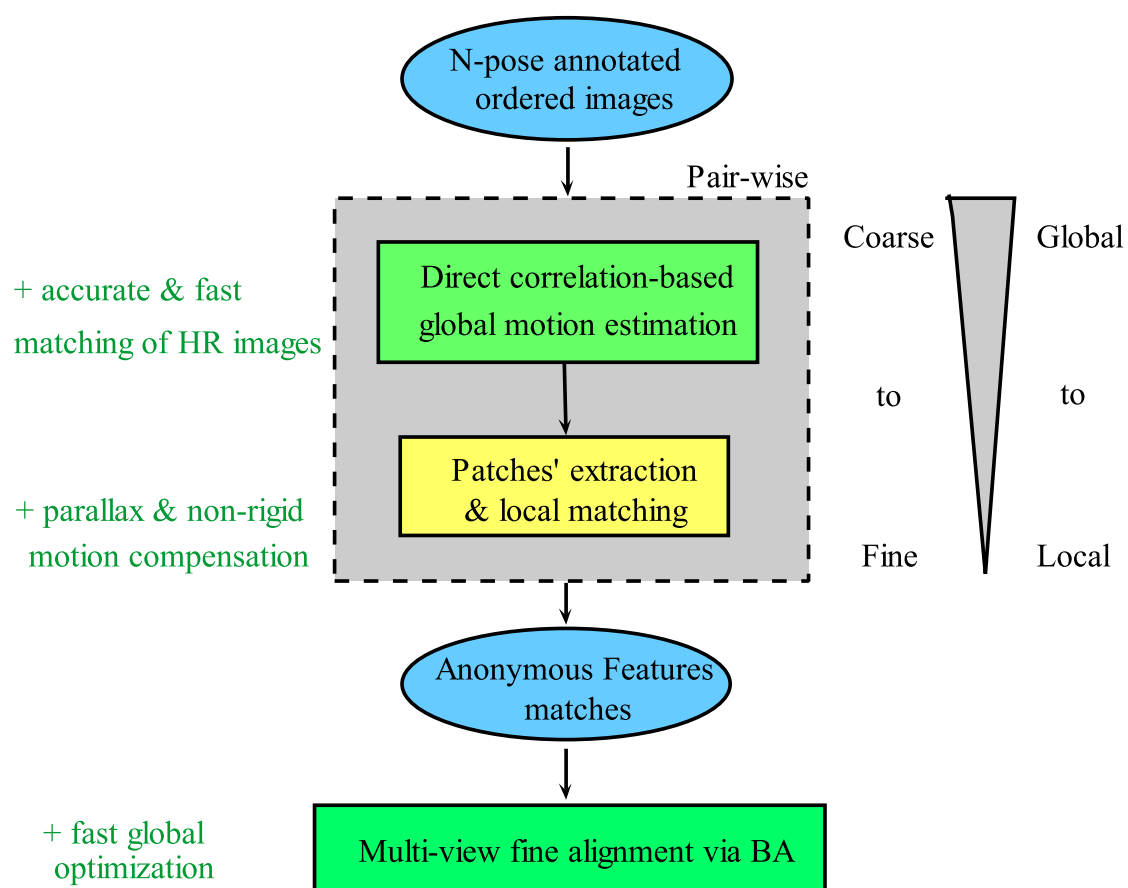 N-pose annotated
ordered images
Pair-wise
Coarse
Global
Direct correlation-based
global motion estimation
+ accurate & fast
matching of HR images
to
to
Patches' extraction
& local matching
+ parallax & non-rigid
motion compensation
Fine
Local
Anonymous Features
matches
+ fast global
optimization
Multi-view fine alignment via BA